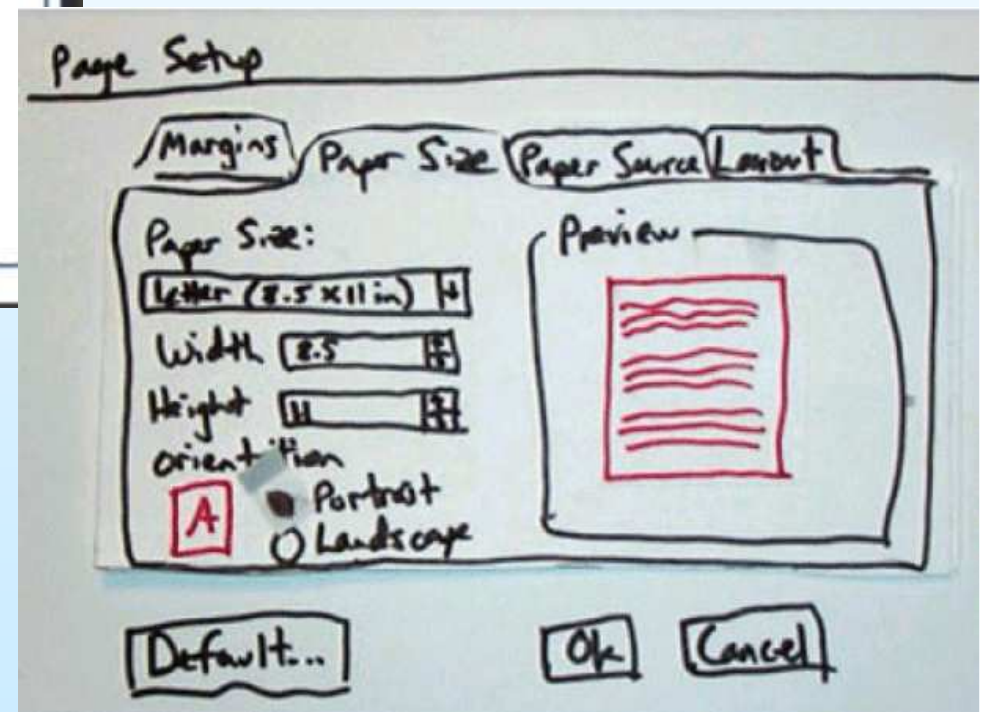 Page Setup
Margins Paper Size Paper Source Layout
Paper Size:
Preview
Letter (8.5 x 11 in)
Width 8.5
Height 11
orientation
A
Portrait
Landscape
Default... Ok Cancel